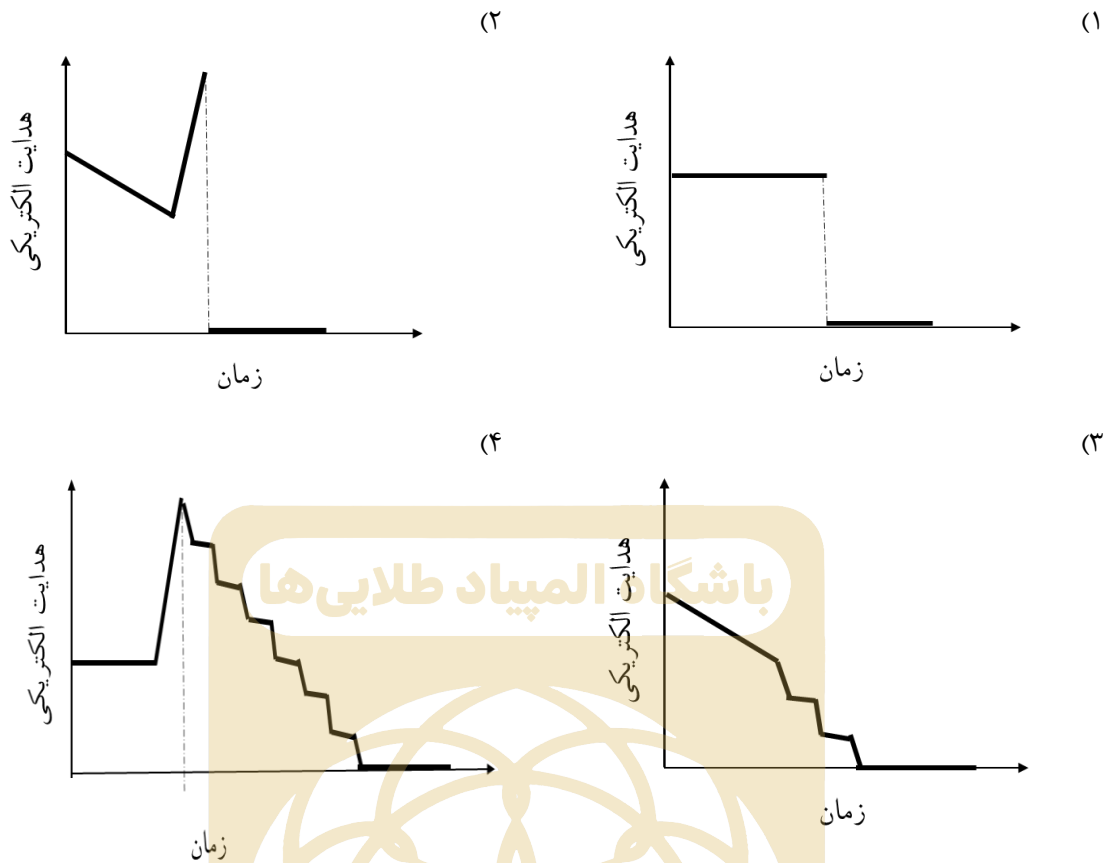 ۱)
هدایت الکتریکی
زمان
۲)
هدایت الکتریکی
زمان
۳)
هدایت الکتریکی
زمان
۴)
هدایت الکتریکی
زمان
باشگاه المپیاد طلایی‌ها